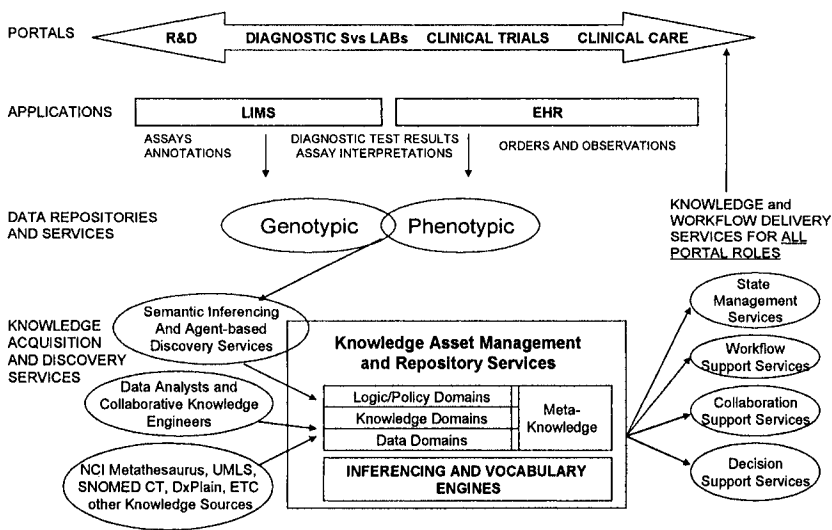 PORTALS
R&D
DIAGNOSTIC Svs LABs
CLINICAL TRIALS
CLINICAL CARE
APPLICATIONS
LIMS
EHR
ASSAYS
ANNOTATIONS
DIAGNOSTIC TEST RESULTS
ASSAY INTERPRETATIONS
ORDERS AND OBSERVATIONS
DATA REPOSITORIES
AND SERVICES
Genotypic
Phenotypic
KNOWLEDGE and
WORKFLOW DELIVERY
SERVICES FOR ALL
PORTAL ROLES
KNOWLEDGE
ACQUISITION
AND DISCOVERY
SERVICES
Semantic Inferencing
And Agent-based
Discovery Services
Data Analysts and
Collaborative Knowledge
Engineers
NCI Metathesaurus, UMLS,
SNOMED CT, DxPlain, ETC
other Knowledge Sources
Knowledge Asset Management
and Repository Services
Logic/Policy Domains
Knowledge Domains
Data Domains
Meta-
Knowledge
INFERENCING AND VOCABULARY
ENGINES
State
Management
Services
Workflow
Support Services
Collaboration
Support Services
Decision
Support Services